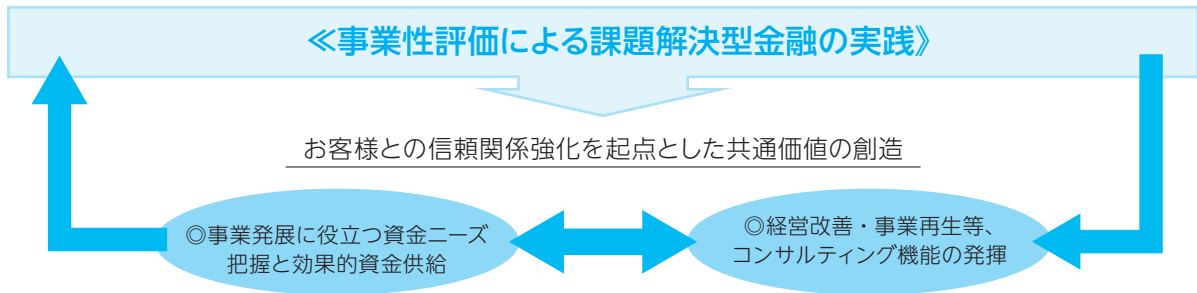 ≪事業性評価による課題解決型金融の実践》
お客様との信頼関係強化を起点とした共通価値の創造
◎事業発展に役立つ資金ニーズ
把握と効果的資金供給
◎経営改善・事業再生等、
コンサルティング機能の発揮